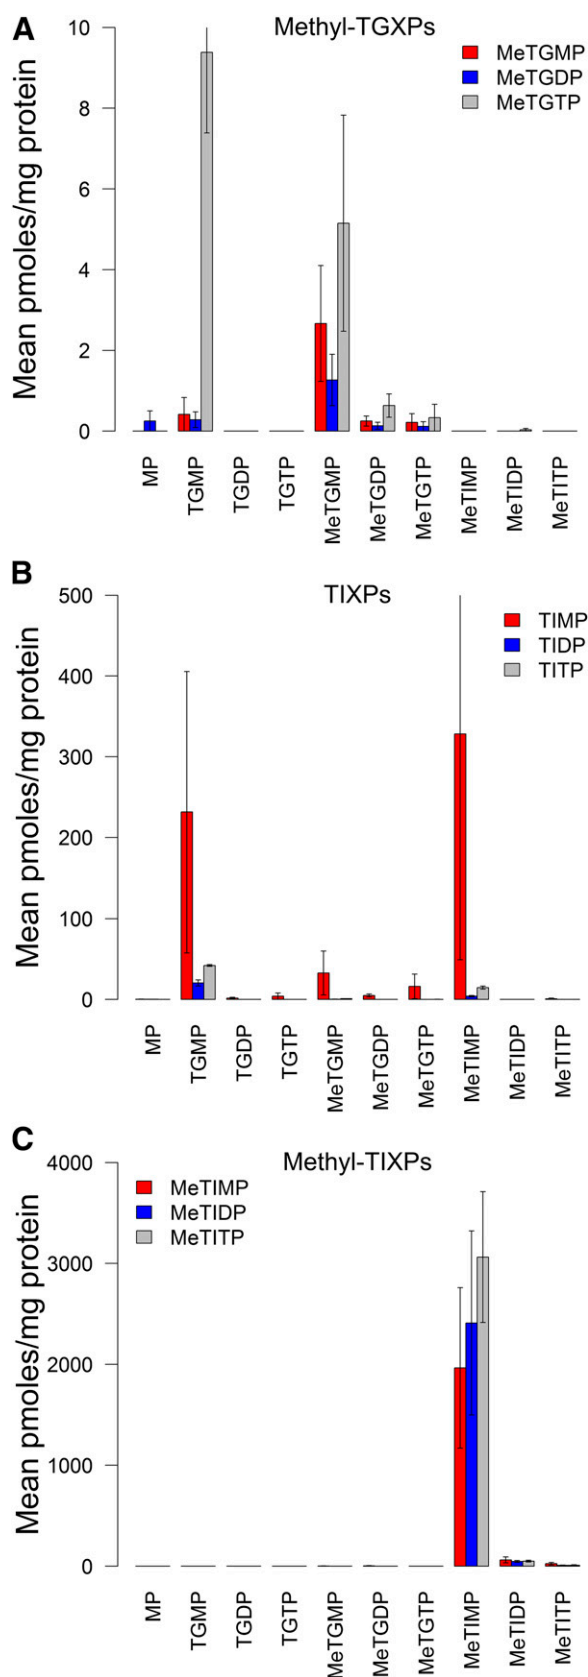 A
Methyl-TGXPs
MeTGMP
MeTGDP
MeTGTP
Mean pmoles/mg protein
10
8
6
4
2
0
MP
TGMP
TGDP
TGTP
MeTGMP
MeTGDP
MeTGTP
MeTIMP
MeTIDP
MeTITP
B
TIXPs
TIMP
TIDP
TITP
Mean pmoles/mg protein
500
400
300
200
100
0
MP
TGMP
TGDP
TGTP
MeTGMP
MeTGDP
MeTGTP
MeTIMP
MeTIDP
MeTITP
C
Methyl-TIXPs
MeTIMP
MeTIDP
MeTITP
Mean pmoles/mg protein
4000
3000
2000
1000
0
MP
TGMP
TGDP
TGTP
MeTGMP
MeTGDP
MeTGTP
MeTIMP
MeTIDP
MeTITP